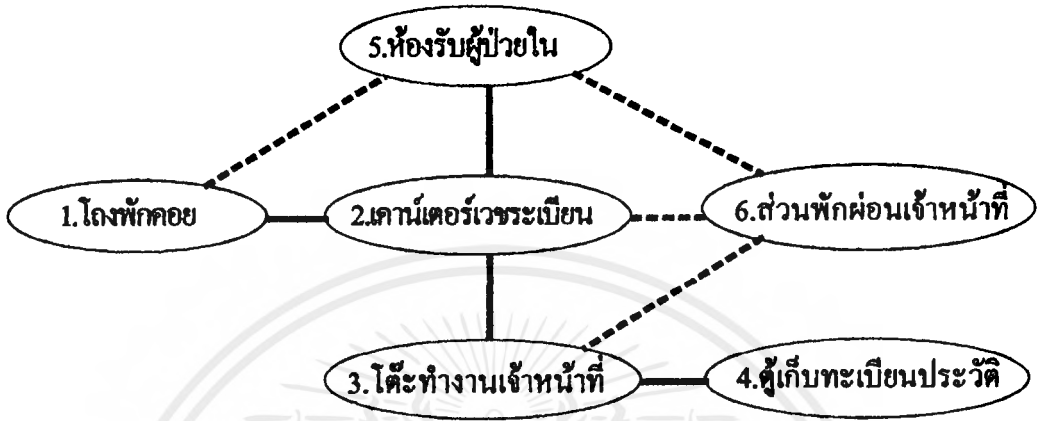 5.ห้องรับผู้ป่วยใน
1.โถงพักคอย
2.เคาน์เตอร์เวชระเบียน
6.ส่วนพักผ่อนเจ้าหน้าที่
3.โต๊ะทำงานเจ้าหน้าที่
4.ตู้เก็บทะเบียนประวัติ